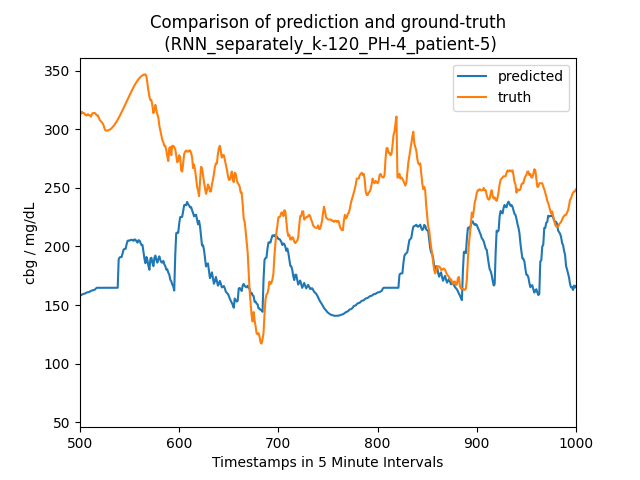 Comparison of prediction and ground-truth
(RNN_separately_k-120_PH-4_patient-5)
predicted
truth
cbg / mg/dL
350
300
250
200
150
100
50
500
600
700
800
900
1000
Timestamps in 5 Minute Intervals